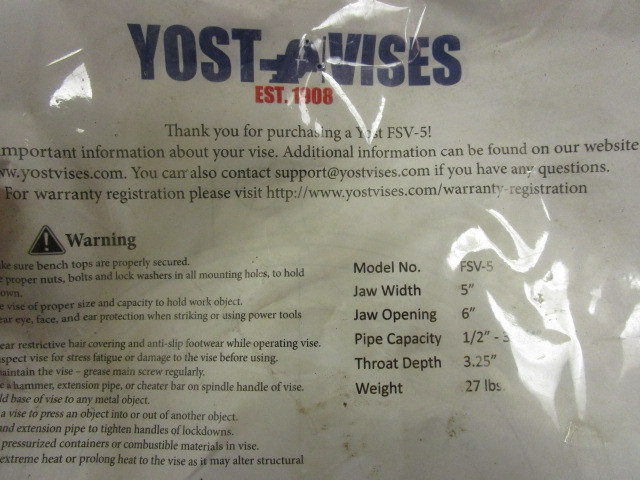 YOST VISES
EST. 1908
Thank you for purchasing a Yost FSV-5!
important information about your vise. Additional information can be found on our website
www.yostvises.com. You can also contact support@yostvises.com if you have any questions.
For warranty registration please visit http://www.yostvises.com/warranty-registration
Warning
ke sure bench tops are properly secured.
proper nuts, bolts and lock washers in all mounting holes, to hold
own.
e vise of proper size and capacity to hold work object.
ear eye, face, and ear protection when striking or using power tools
ear restrictive hair covering and anti-slip footwear while operating vise.
spect vise for stress fatigue or damage to the vise before using.
aintain the vise – grease main screw regularly.
e a hammer, extension pipe, or cheater bar on spindle handle of vise.
ld base of vise to any metal object.
a vise to press an object into or out of another object.
and extension pipe to tighten handles of lockdowns.
pressurized containers or combustible materials in vise.
extreme heat or prolong heat to the vise as it may alter structural
Model No. FSV-5
Jaw Width 5"
Jaw Opening 6"
Pipe Capacity 1/2" -
Throat Depth 3.25"
Weight 27 lbs.